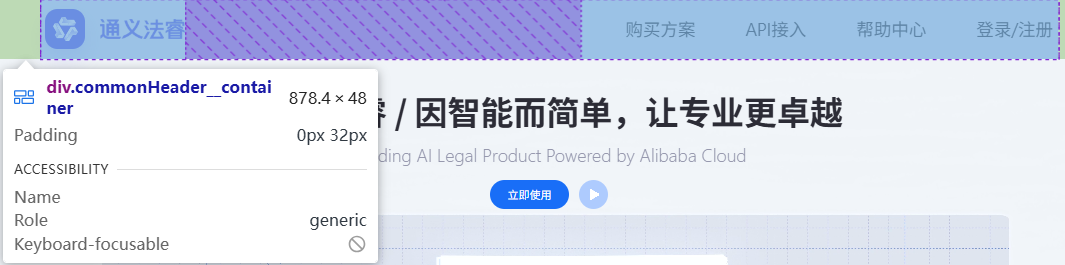 通义法睿
购买方案
API接入
帮助中心
登录/注册
div.commonHeader__contai
ner
878.4 × 48
Padding
0px 32px
ACCESSIBILITY
Name
Role
generic
Keyboard-focusable
睿 / 因智能而简单，让专业更卓越
ding AI Legal Product Powered by Alibaba Cloud
立即使用